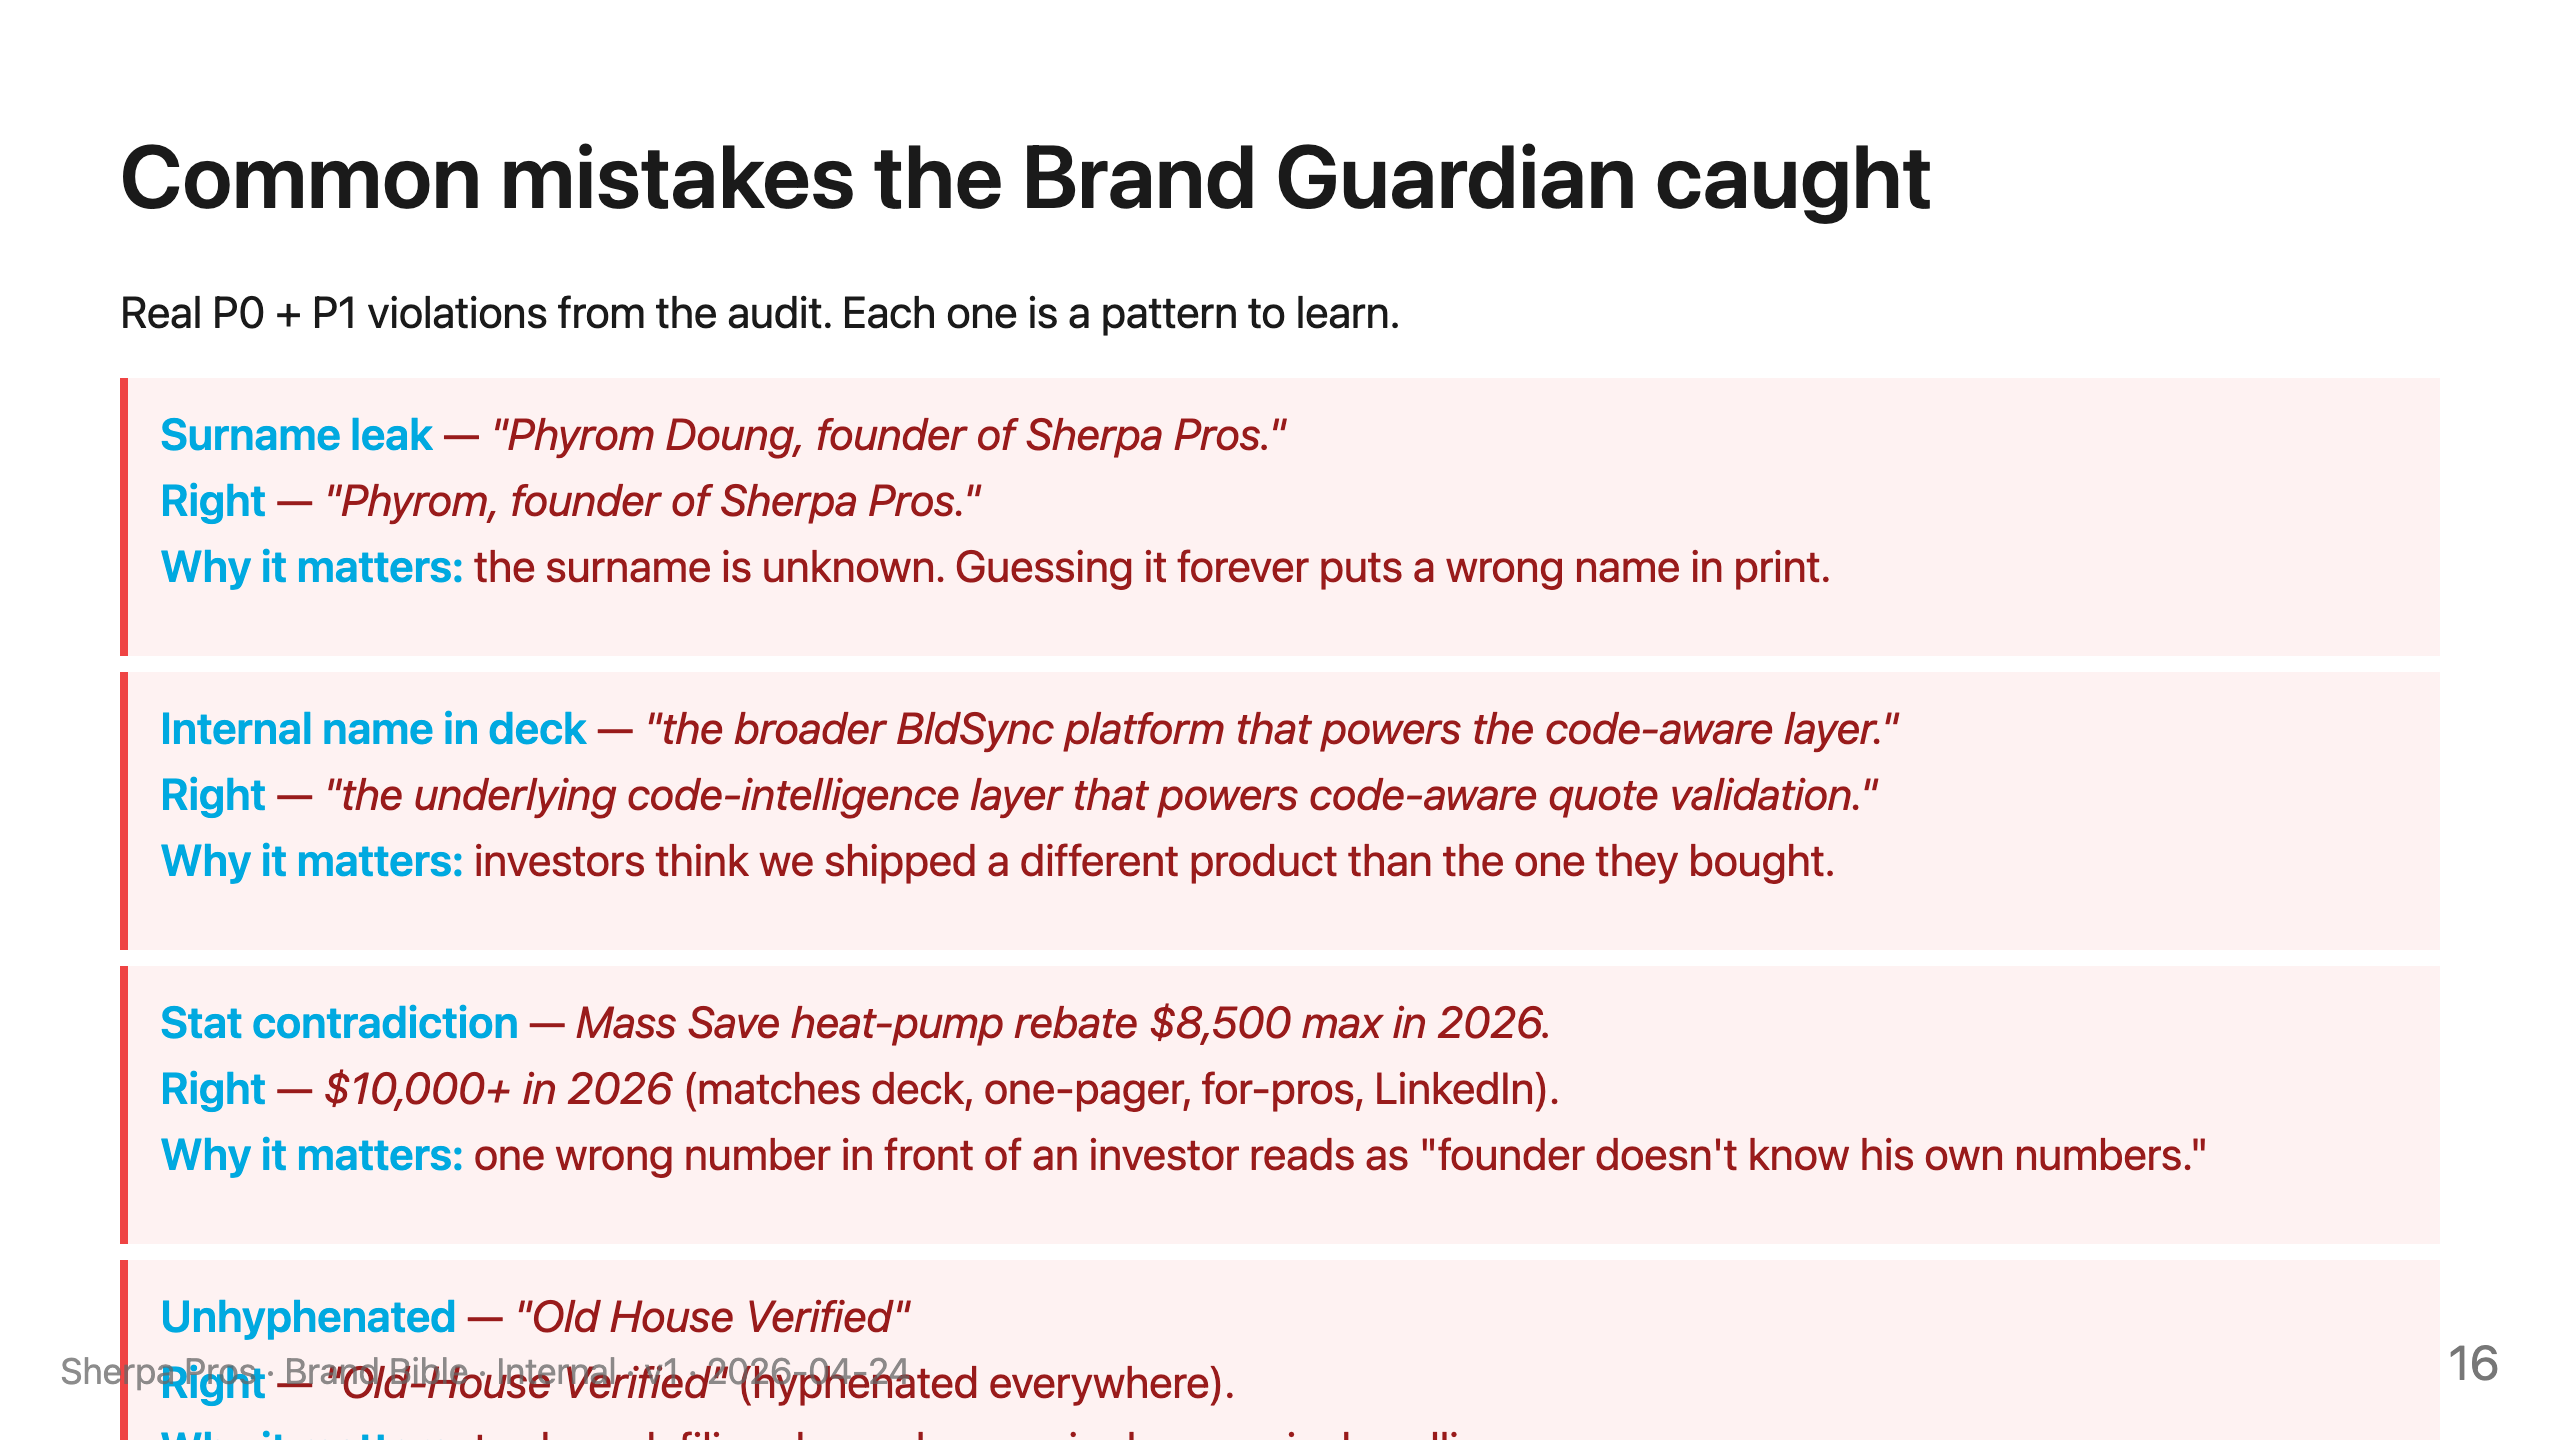 Common mistakes the Brand Guardian caught
Real P0 + P1 violations from the audit. Each one is a pattern to learn.
Surname leak — "Phyrom Doung, founder of Sherpa Pros."
Right — "Phyrom, founder of Sherpa Pros."
Why it matters: the surname is unknown. Guessing it forever puts a wrong name in print.
Internal name in deck — "the broader BldSync platform that powers the code-aware layer."
Right — "the underlying code-intelligence layer that powers code-aware quote validation."
Why it matters: investors think we shipped a different product than the one they bought.
Stat contradiction — Mass Save heat-pump rebate $8,500 max in 2026.
Right — $10,000+ in 2026 (matches deck, one-pager, for-pros, LinkedIn).
Why it matters: one wrong number in front of an investor reads as "founder doesn't know his own numbers."
Unhyphenated — "Old House Verified"
Right — "Old-House Verified" (hyphenated everywhere).
Sherpa Pros · Brand Bible · Internal · v1 · 2026-04-24
16
Why it matters: